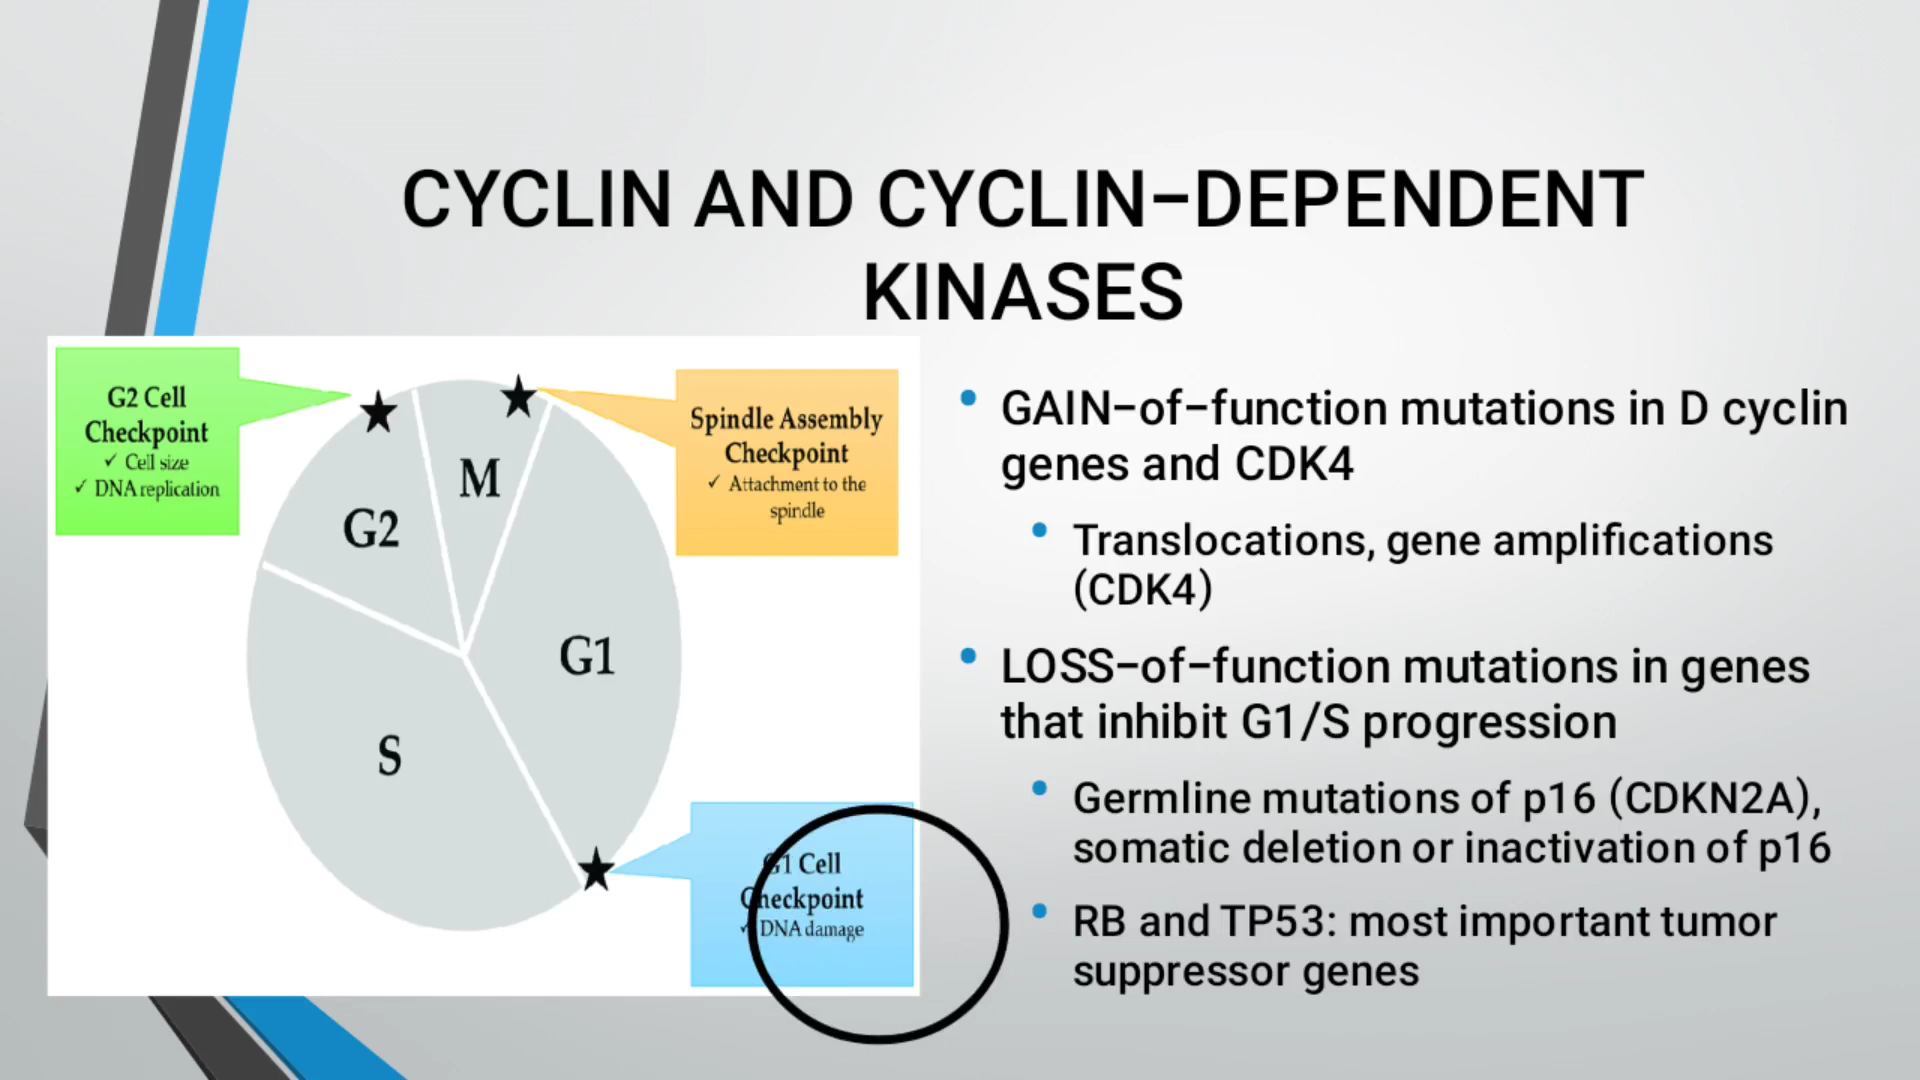 CYCLIN AND CYCLIN-DEPENDENT
KINASES
G2 Cell
Checkpoint
✓ Cell size
✓ DNA replication
Spindle Assembly
Checkpoint
✓ Attachment to the
spindle
M
G2
G1
S
G1 Cell
Checkpoint
✓ DNA damage
• GAIN-of-function mutations in D cyclin
genes and CDK4
• Translocations, gene amplifications
(CDK4)
• LOSS-of-function mutations in genes
that inhibit G1/S progression
• Germline mutations of p16 (CDKN2A),
somatic deletion or inactivation of p16
• RB and TP53: most important tumor
suppressor genes